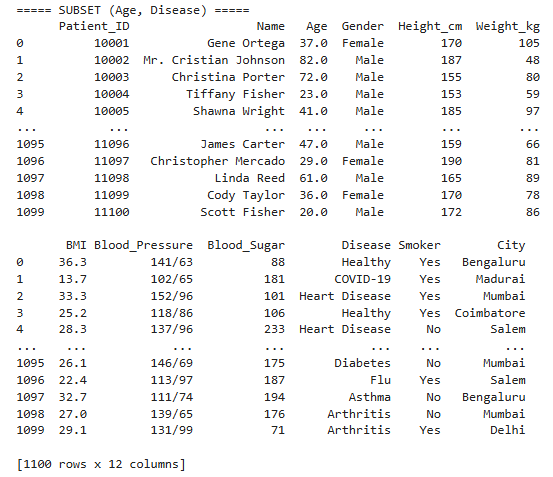 ===== SUBSET (Age, Disease) =====
      Patient_ID                 Name   Age  Gender  Height_cm  Weight_kg
0          10001          Gene Ortega  37.0  Female        170        105
1          10002  Mr. Cristian Johnson  82.0    Male        187         48
2          10003     Christina Porter  72.0    Male        155         80
3          10004       Tiffany Fisher  23.0    Male        153         59
4          10005        Shawna Wright  41.0    Male        185         97
...          ...                  ...   ...     ...        ...        ...
1095       11096         James Carter  47.0    Male        159         66
1096       11097  Christopher Mercado  29.0  Female        190         81
1097       11098           Linda Reed  61.0    Male        165         89
1098       11099          Cody Taylor  36.0  Female        170         78
1099       11100         Scott Fisher  20.0    Male        172         86
       BMI Blood_Pressure  Blood_Sugar        Disease Smoker        City
0     36.3         141/63           88        Healthy    Yes   Bengaluru
1     13.7         102/65          181       COVID-19    Yes     Madurai
2     33.3         152/96          101  Heart Disease    Yes      Mumbai
3     25.2         118/86          106        Healthy    Yes  Coimbatore
4     28.3         137/96          233  Heart Disease     No       Salem
...    ...            ...          ...            ...    ...         ...
1095  26.1         146/69          175       Diabetes     No      Mumbai
1096  22.4         113/97          187            Flu    Yes       Salem
1097  32.7         111/74          194         Asthma     No   Bengaluru
1098  27.0         139/65          176      Arthritis     No      Mumbai
1099  29.1         131/99           71      Arthritis    Yes       Delhi
[1100 rows x 12 columns]